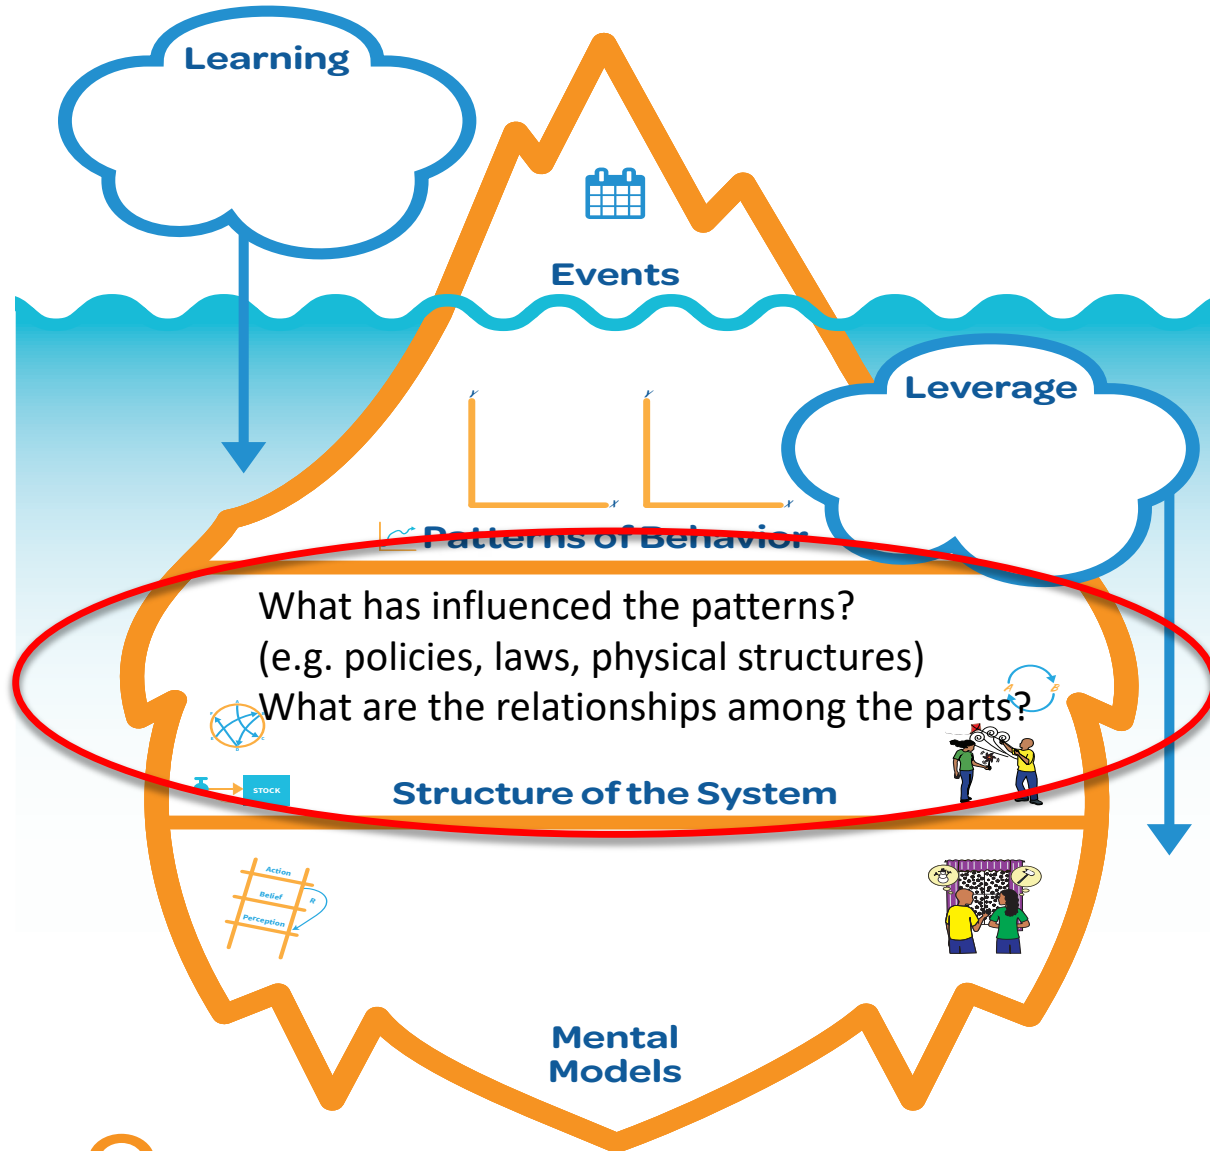 Learning
Events
Leverage
Y
Y
X
X
Patterns of Behavior
What has influenced the patterns?
(e.g. policies, laws, physical structures)
What are the relationships among the parts?
A
B
STOCK
Structure of the System
Action
Belief
R
Perception
Mental
Models